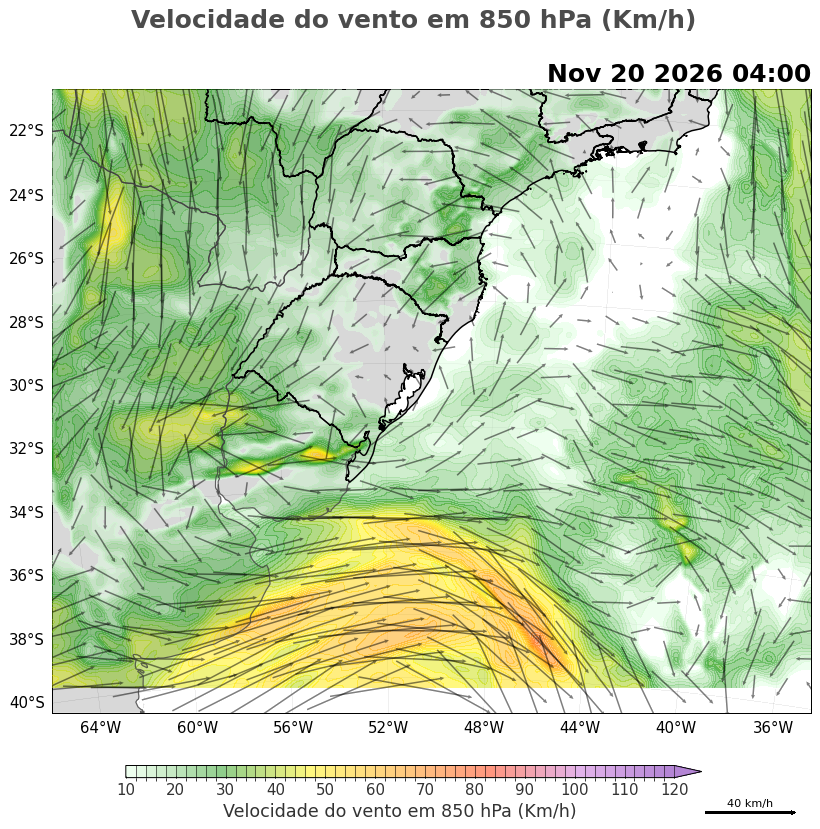 Velocidade do vento em 850 hPa (Km/h)
Nov 20 2026 04:00
22°S
24°S
26°S
28°S
30°S
32°S
34°S
36°S
38°S
40°S
64°W 60°W 56°W 52°W 48°W 44°W 40°W 36°W
10 20 30 40 50 60 70 80 90 100 110 120
Velocidade do vento em 850 hPa (Km/h)
40 km/h